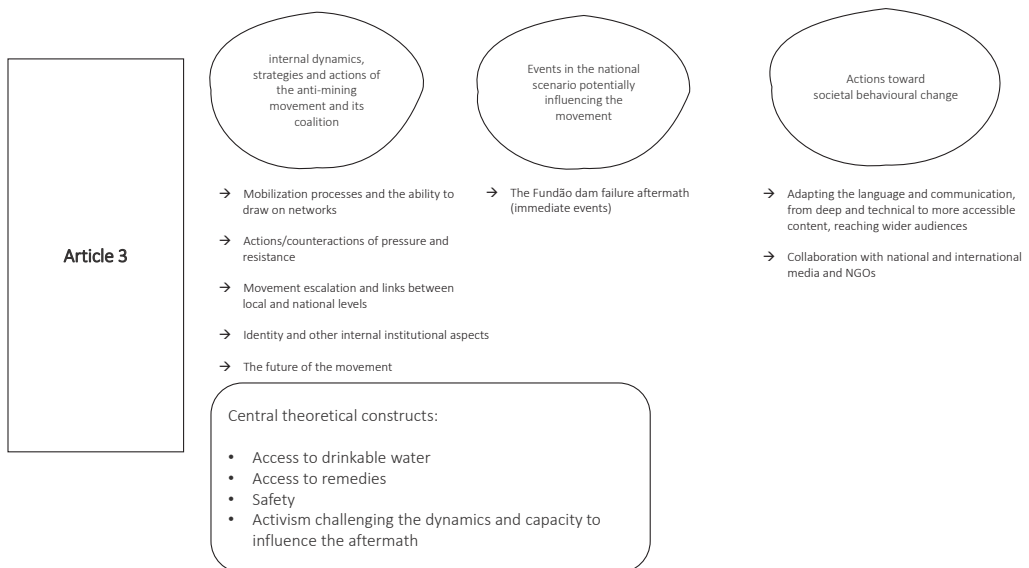 Article 3
internal dynamics,
strategies and actions of
the anti-mining
movement and its
coalition
→ Mobilization processes and the ability to
draw on networks
→ Actions/counteractions of pressure and
resistance
→ Movement escalation and links between
local and national levels
→ Identity and other internal institutional aspects
→ The future of the movement
Events in the national
scenario potentially
influencing the
movement
→ The Fundão dam failure aftermath
(immediate events)
Actions toward
societal behavioural change
→ Adapting the language and communication,
from deep and technical to more accessible
content, reaching wider audiences
→ Collaboration with national and international
media and NGOs
Central theoretical constructs:
• Access to drinkable water
• Access to remedies
• Safety
• Activism challenging the dynamics and capacity to
influence the aftermath